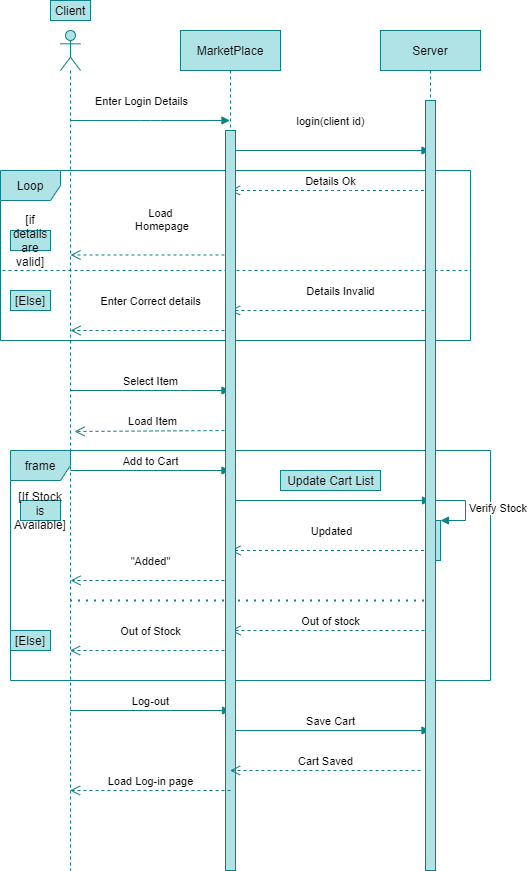 Client
MarketPlace
Server
Enter Login Details
login(client id)
Loop
Details Ok
[if
details
are
valid]
Load
Homepage
[Else]
Enter Correct details
Details Invalid
Select Item
Load Item
frame
Add to Cart
Update Cart List
[If Stock
is
Available]
Verify Stock
Updated
"Added"
Out of stock
[Else]
Out of Stock
Log-out
Save Cart
Cart Saved
Load Log-in page